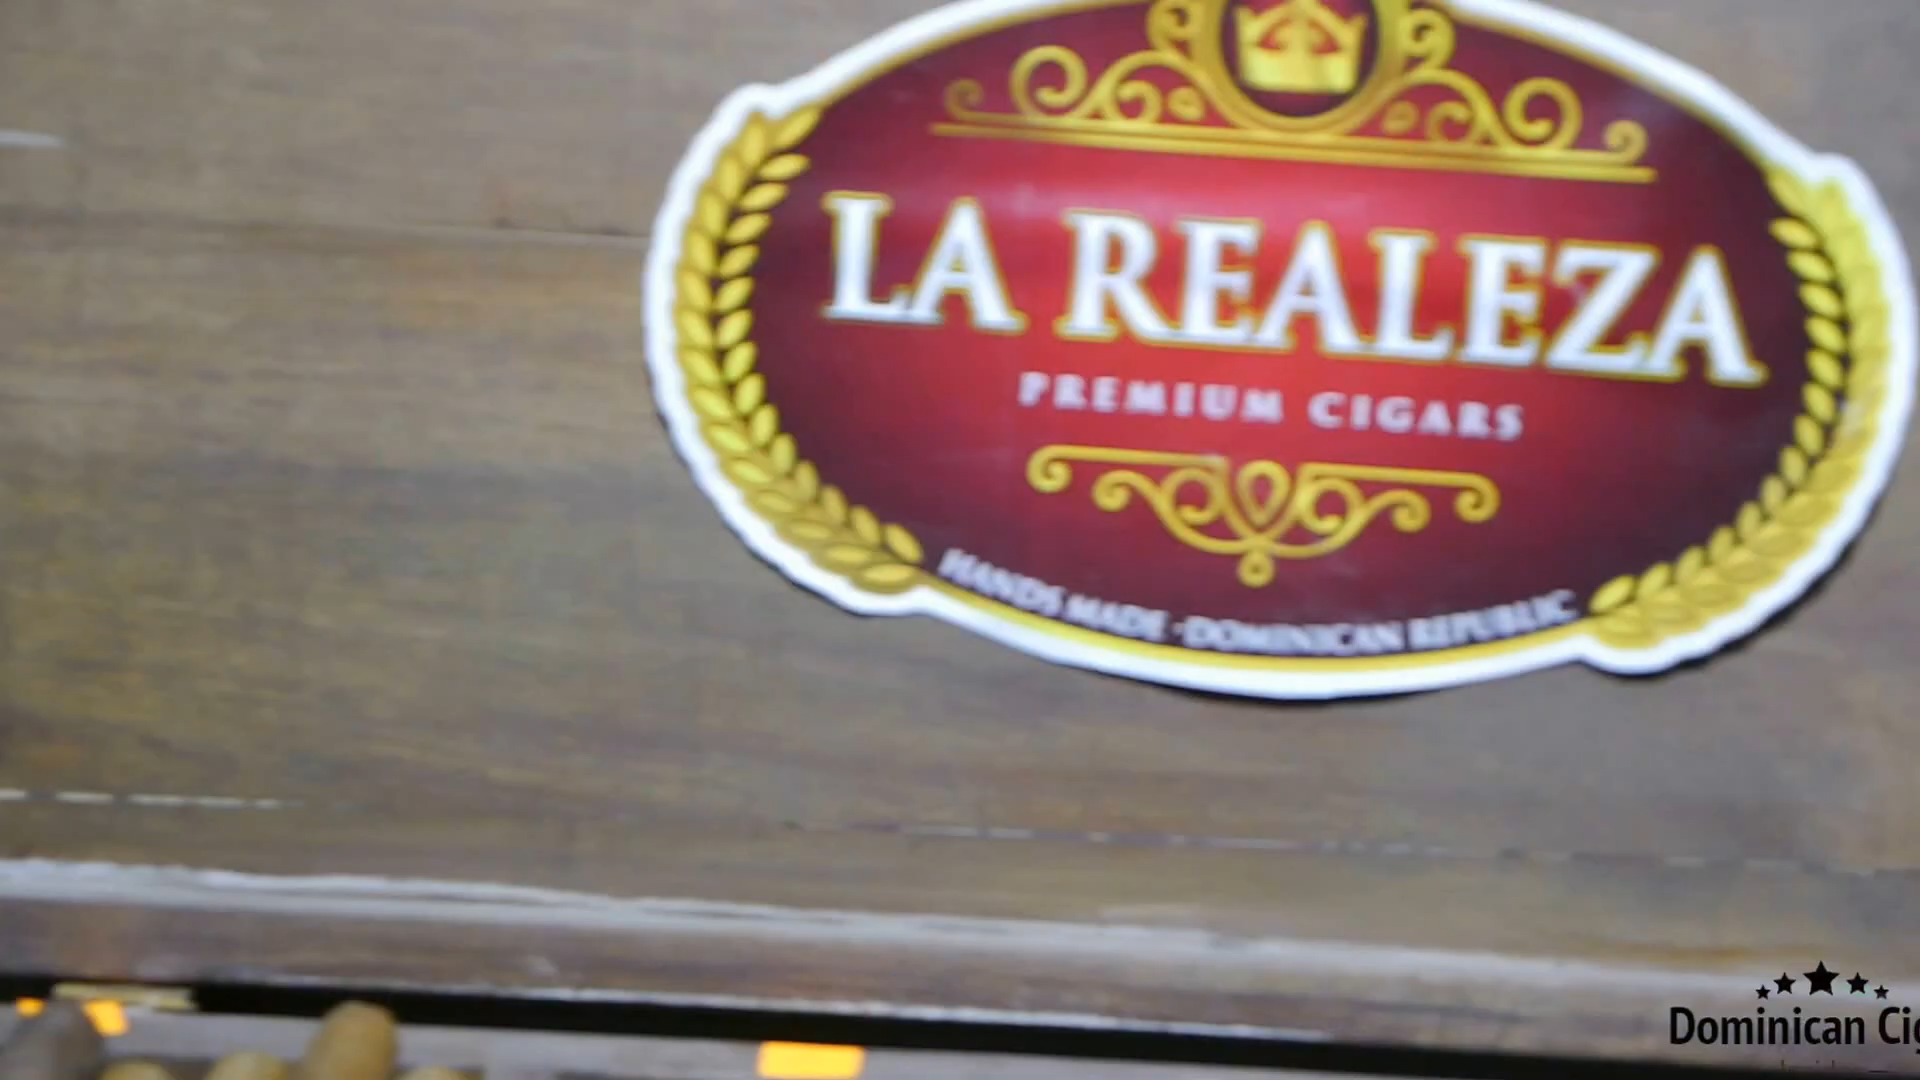 LA REALEZA
PREMIUM CIGARS
HANDS MADE - DOMINICAN REPUBLIC
Dominican Cig